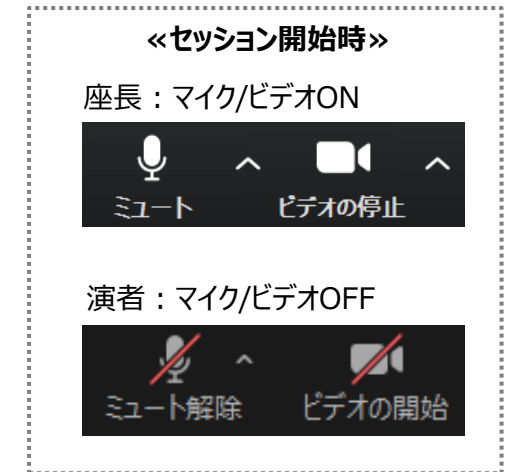 «セッション開始時»
座長：マイク/ビデオON
ミュート ビデオの停止
演者：マイク/ビデオOFF
ミュート解除 ビデオの開始